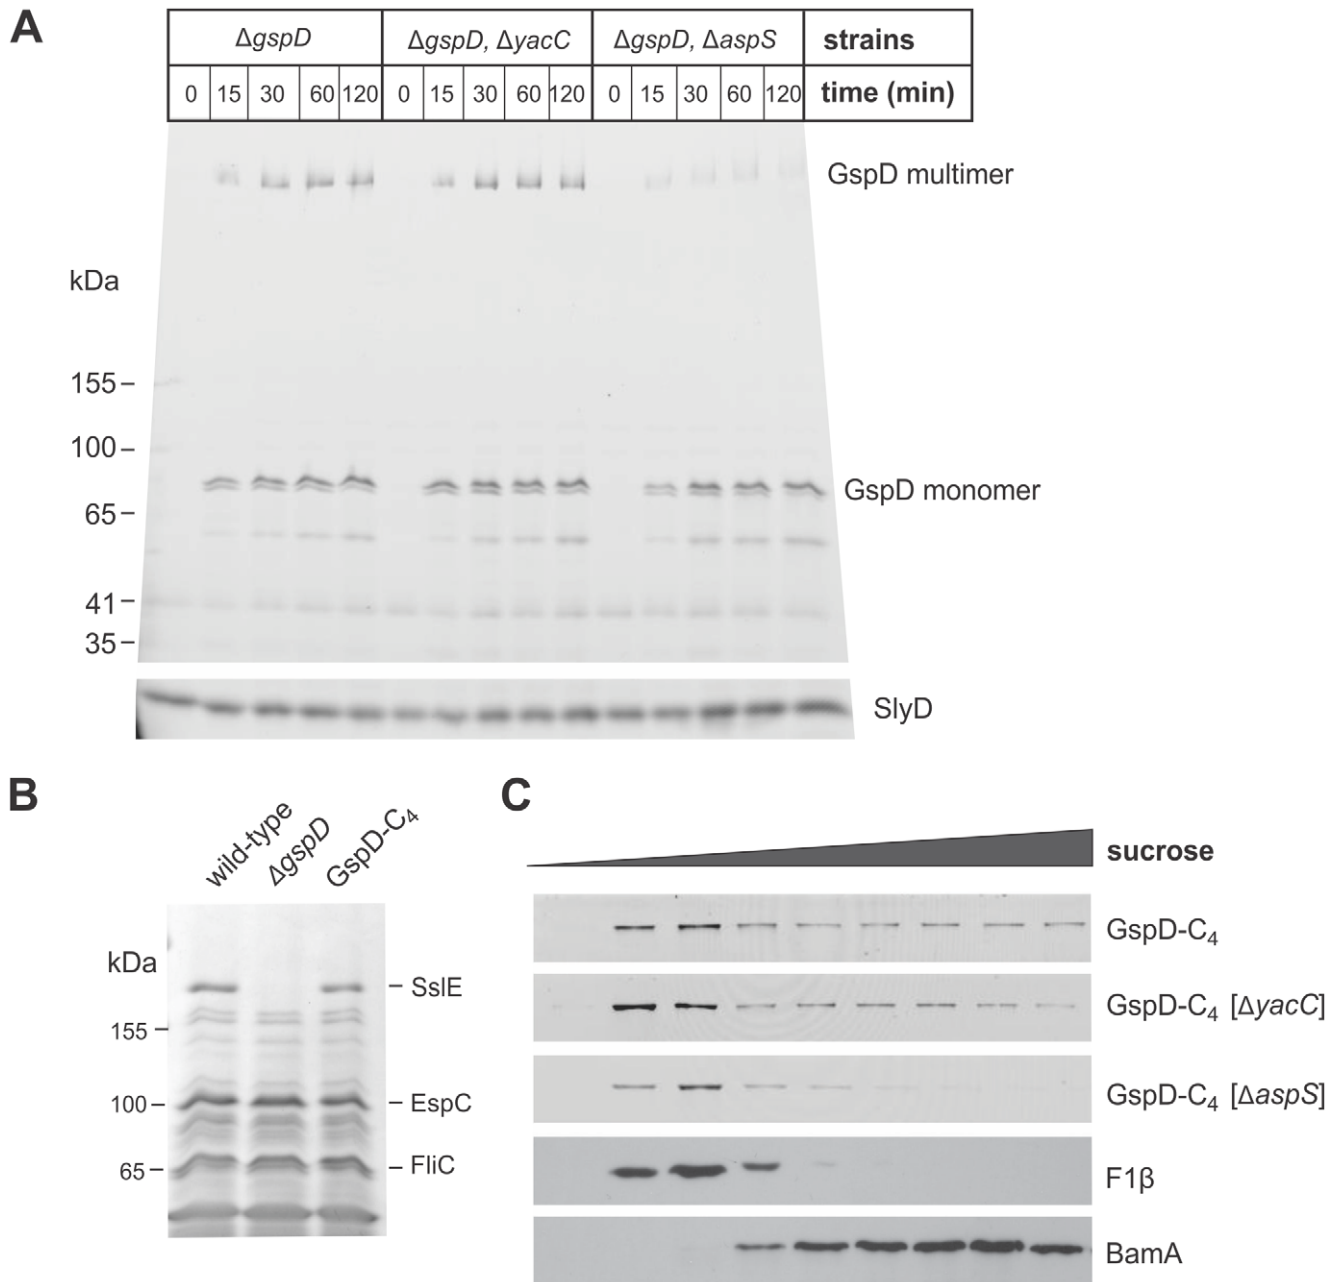 A
ΔgspD ΔgspD, ΔyacC ΔgspD, ΔaspS strains
0 15 30 60 120 0 15 30 60 120 0 15 30 60 120 time (min)
GspD multimer
kDa
155
100
GspD monomer
65
41
35
SlyD
B
wild-type ΔgspD GspD-C₄
kDa
SslE
155
100
EspC
65
FliC
C
sucrose
GspD-C₄
GspD-C₄ [ΔyacC]
GspD-C₄ [ΔaspS]
F1β
BamA